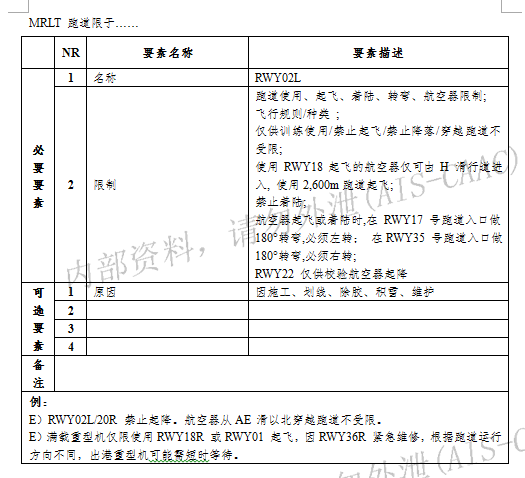 MRLT 跑道限于……
NR 要素名称 要素描述
必要要素
1 名称 RWY02L
2 限制
跑道使用、起飞、着陆、转弯、航空器限制;
飞行规则/种类 ;
仅供训练使用/禁止起飞/禁止降落/穿越跑道不
受限;
使用 RWY18 起飞的航空器仅可由 H 滑行道进
入, 使用 2,600m 跑道起飞;
禁止着陆;
航空器起飞或着陆时,在 RWY17 号跑道入口做
180°转弯,必须左转; 在 RWY35 号跑道入口做
180°转弯,必须右转;
RWY22 仅供校验航空器起降
可选要素
1 原因 因施工、划线、除胶、积雪、维护
2
3
4
备注
例:
E）RWY02L/20R 禁止起降。航空器从 AE 滑以北穿越跑道不受限。
E）满载重型机仅限使用 RWY18R 或 RWY01 起飞，因 RWY36R 紧急维修，根据跑道运行
方向不同，出港重型机可能需短时等待。
内部资料，请勿外泄(AIS-CAAC)
勿外泄(AIS-CAAC)